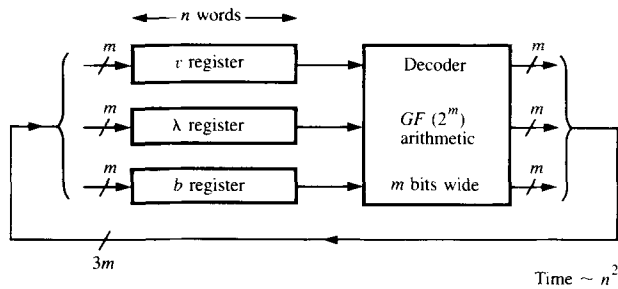 n words
m
v register
Decoder
m
m
λ register
GF (2^m)
arithmetic
m
m
b register
m bits wide
m
3m
Time ~ n^2